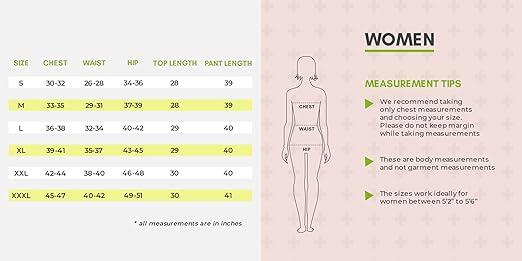 SIZE CHEST WAIST HIP TOP LENGTH PANT LENGTH
S 30-32 26-28 34-36 28 39
M 33-35 29-31 37-39 28 39
L 36-38 32-34 40-42 29 40
XL 39-41 35-37 43-45 29 40
XXL 42-44 38-40 46-48 30 40
XXXL 45-47 40-42 49-51 30 41
* all measurements are in inches
WOMEN
CHEST
WAIST
HIP
MEASUREMENT TIPS
We recommend taking
only chest measurements
and choosing your size.
Please do not keep margin
while taking measurements
These are body measurements
and not garment measurements
The sizes work ideally for
women between 5'2" to 5'6"